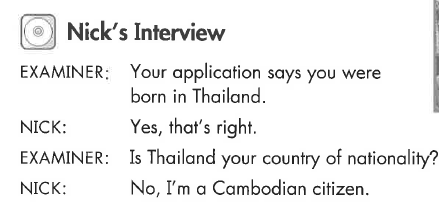 Nick's Interview
EXAMINER: Your application says you were
born in Thailand.
NICK: Yes, that's right.
EXAMINER: Is Thailand your country of nationality?
NICK: No, I'm a Cambodian citizen.